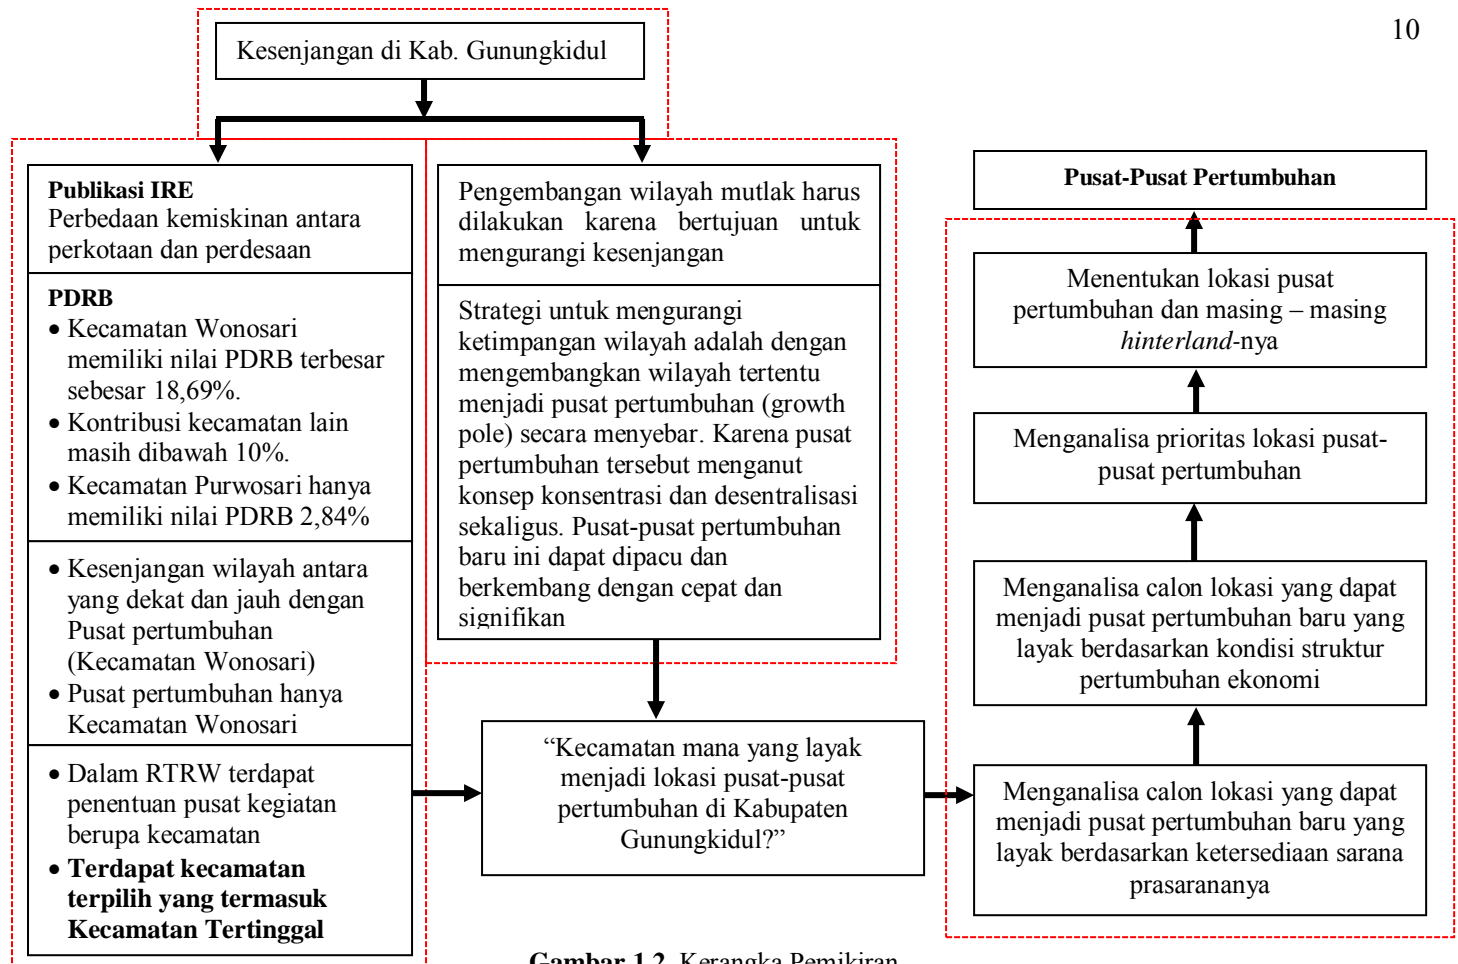 10
Kesenjangan di Kab. Gunungkidul
Publikasi IRE
Perbedaan kemiskinan antara
perkotaan dan perdesaan
PDRB
• Kecamatan Wonosari
memiliki nilai PDRB terbesar
sebesar 18,69%.
• Kontribusi kecamatan lain
masih dibawah 10%.
• Kecamatan Purwosari hanya
memiliki nilai PDRB 2,84%
• Kesenjangan wilayah antara
yang dekat dan jauh dengan
Pusat pertumbuhan
(Kecamatan Wonosari)
• Pusat pertumbuhan hanya
Kecamatan Wonosari
• Dalam RTRW terdapat
penentuan pusat kegiatan
berupa kecamatan
• Terdapat kecamatan
terpilih yang termasuk
Kecamatan Tertinggal
Pengembangan wilayah mutlak harus
dilakukan karena bertujuan untuk
mengurangi kesenjangan
Strategi untuk mengurangi
ketimpangan wilayah adalah dengan
mengembangkan wilayah tertentu
menjadi pusat pertumbuhan (growth
pole) secara menyebar. Karena pusat
pertumbuhan tersebut menganut
konsep konsentrasi dan desentralisasi
sekaligus. Pusat-pusat pertumbuhan
baru ini dapat dipacu dan
berkembang dengan cepat dan
signifikan
“Kecamatan mana yang layak
menjadi lokasi pusat-pusat
pertumbuhan di Kabupaten
Gunungkidul?”
Pusat-Pusat Pertumbuhan
Menentukan lokasi pusat
pertumbuhan dan masing – masing
hinterland-nya
Menganalisa prioritas lokasi pusat-
pusat pertumbuhan
Menganalisa calon lokasi yang dapat
menjadi pusat pertumbuhan baru yang
layak berdasarkan kondisi struktur
pertumbuhan ekonomi
Menganalisa calon lokasi yang dapat
menjadi pusat pertumbuhan baru yang
layak berdasarkan ketersediaan sarana
prasarananya
Gambar 1.2. Kerangka Pemikiran